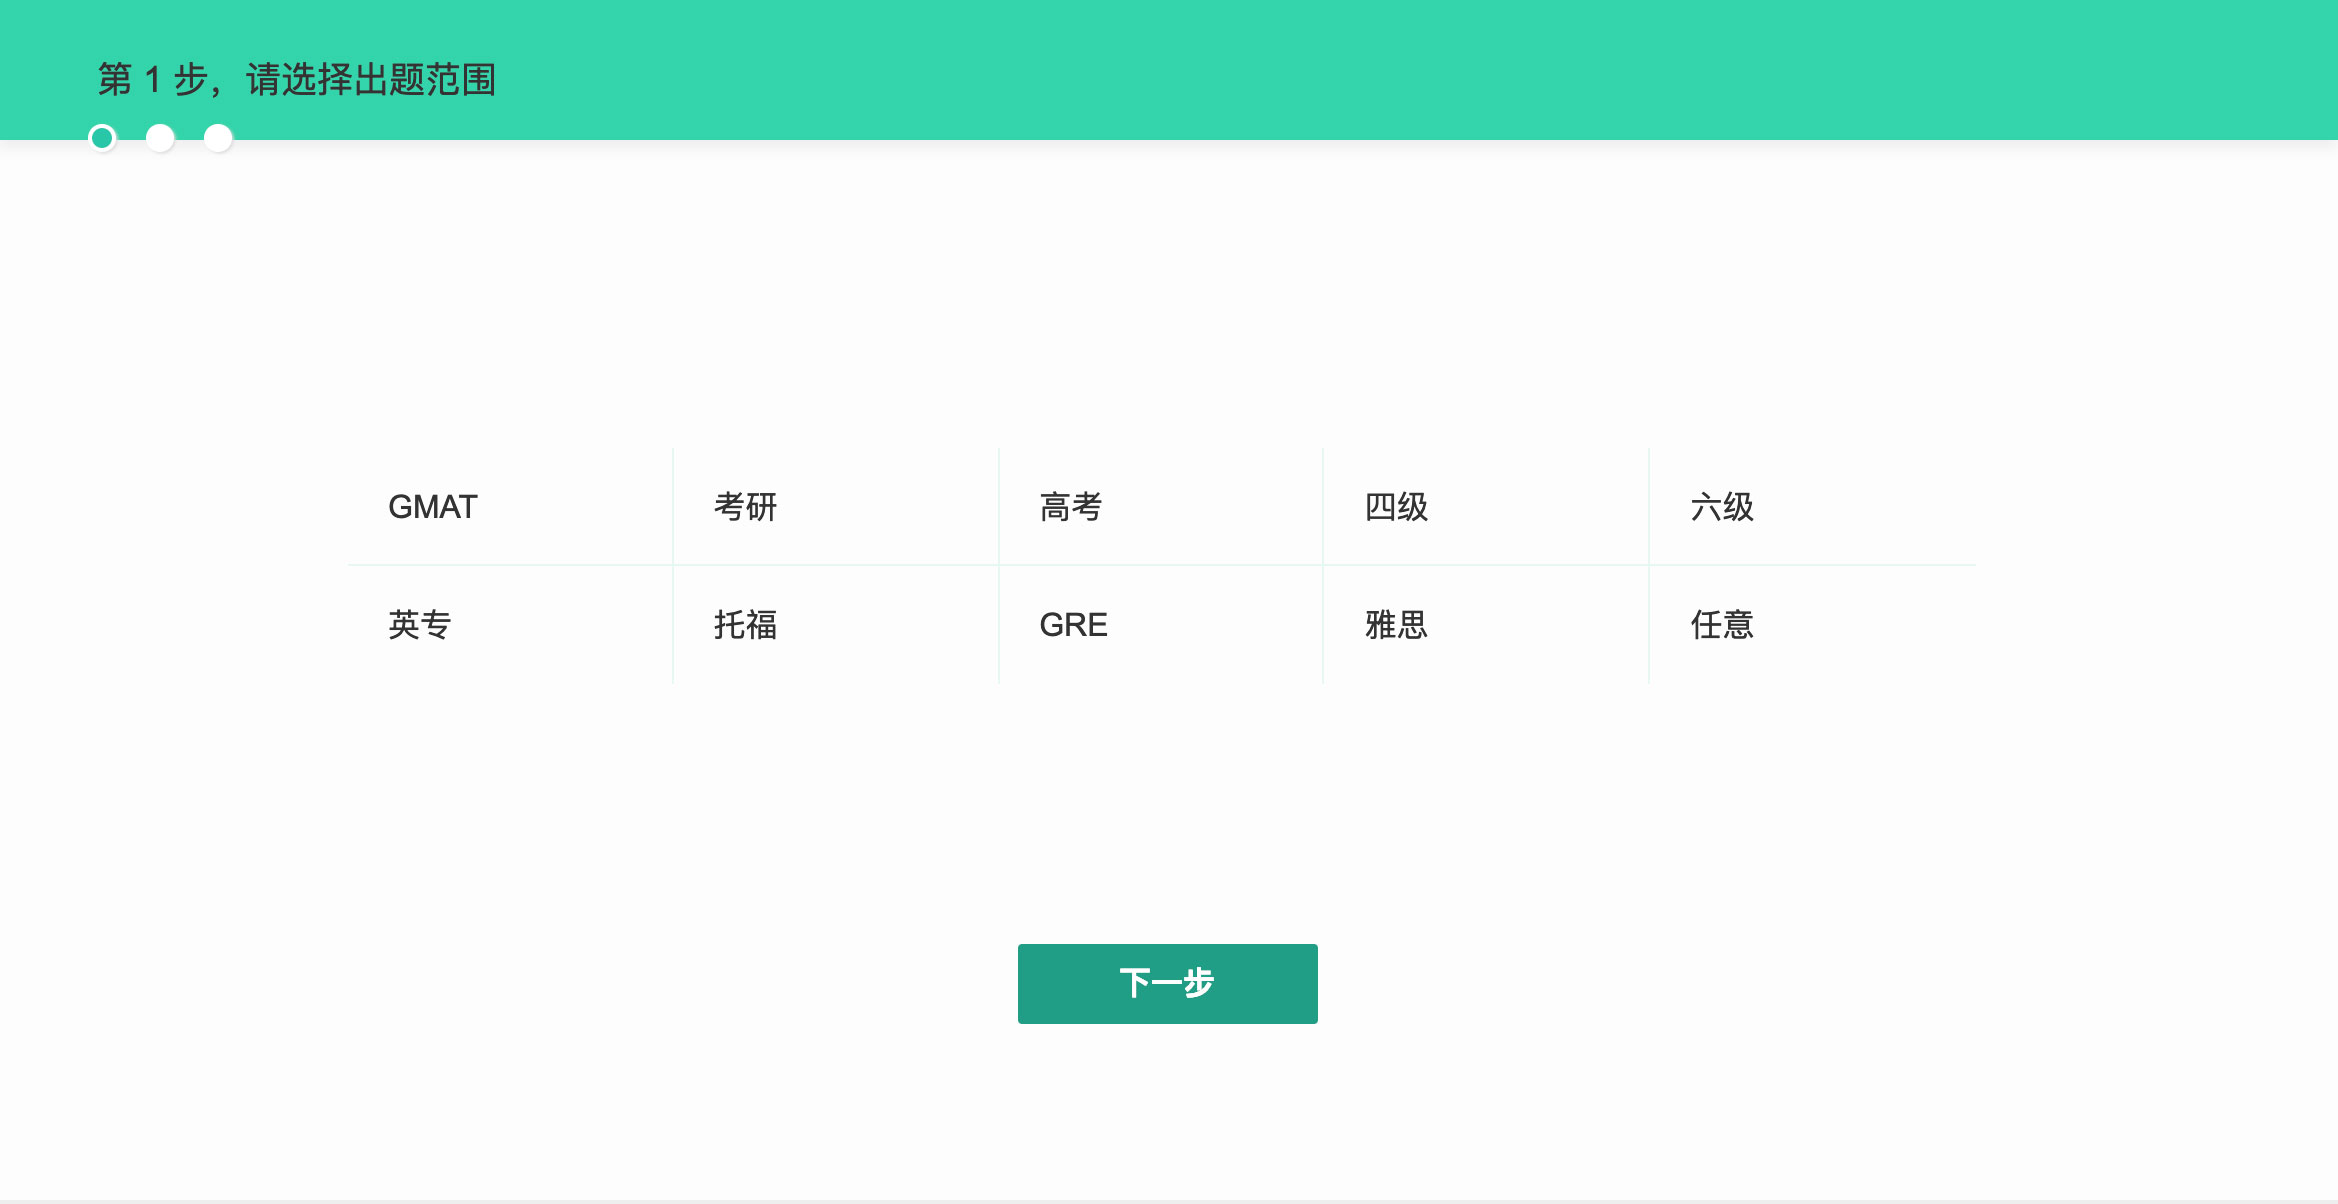 第 1 步，请选择出题范围
GMAT 考研 高考 四级 六级
英专 托福 GRE 雅思 任意
下一步